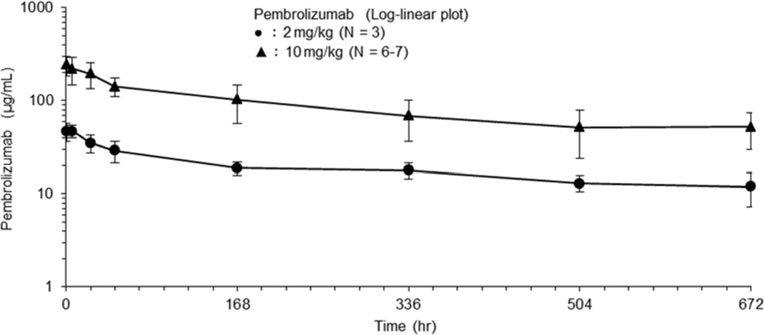 Pembrolizumab (Log-linear plot)
● : 2 mg/kg (N = 3)
▲ : 10 mg/kg (N = 6-7)
Pembrolizumab (µg/mL)
1000
100
10
1
0 168 336 504 672
Time (hr)